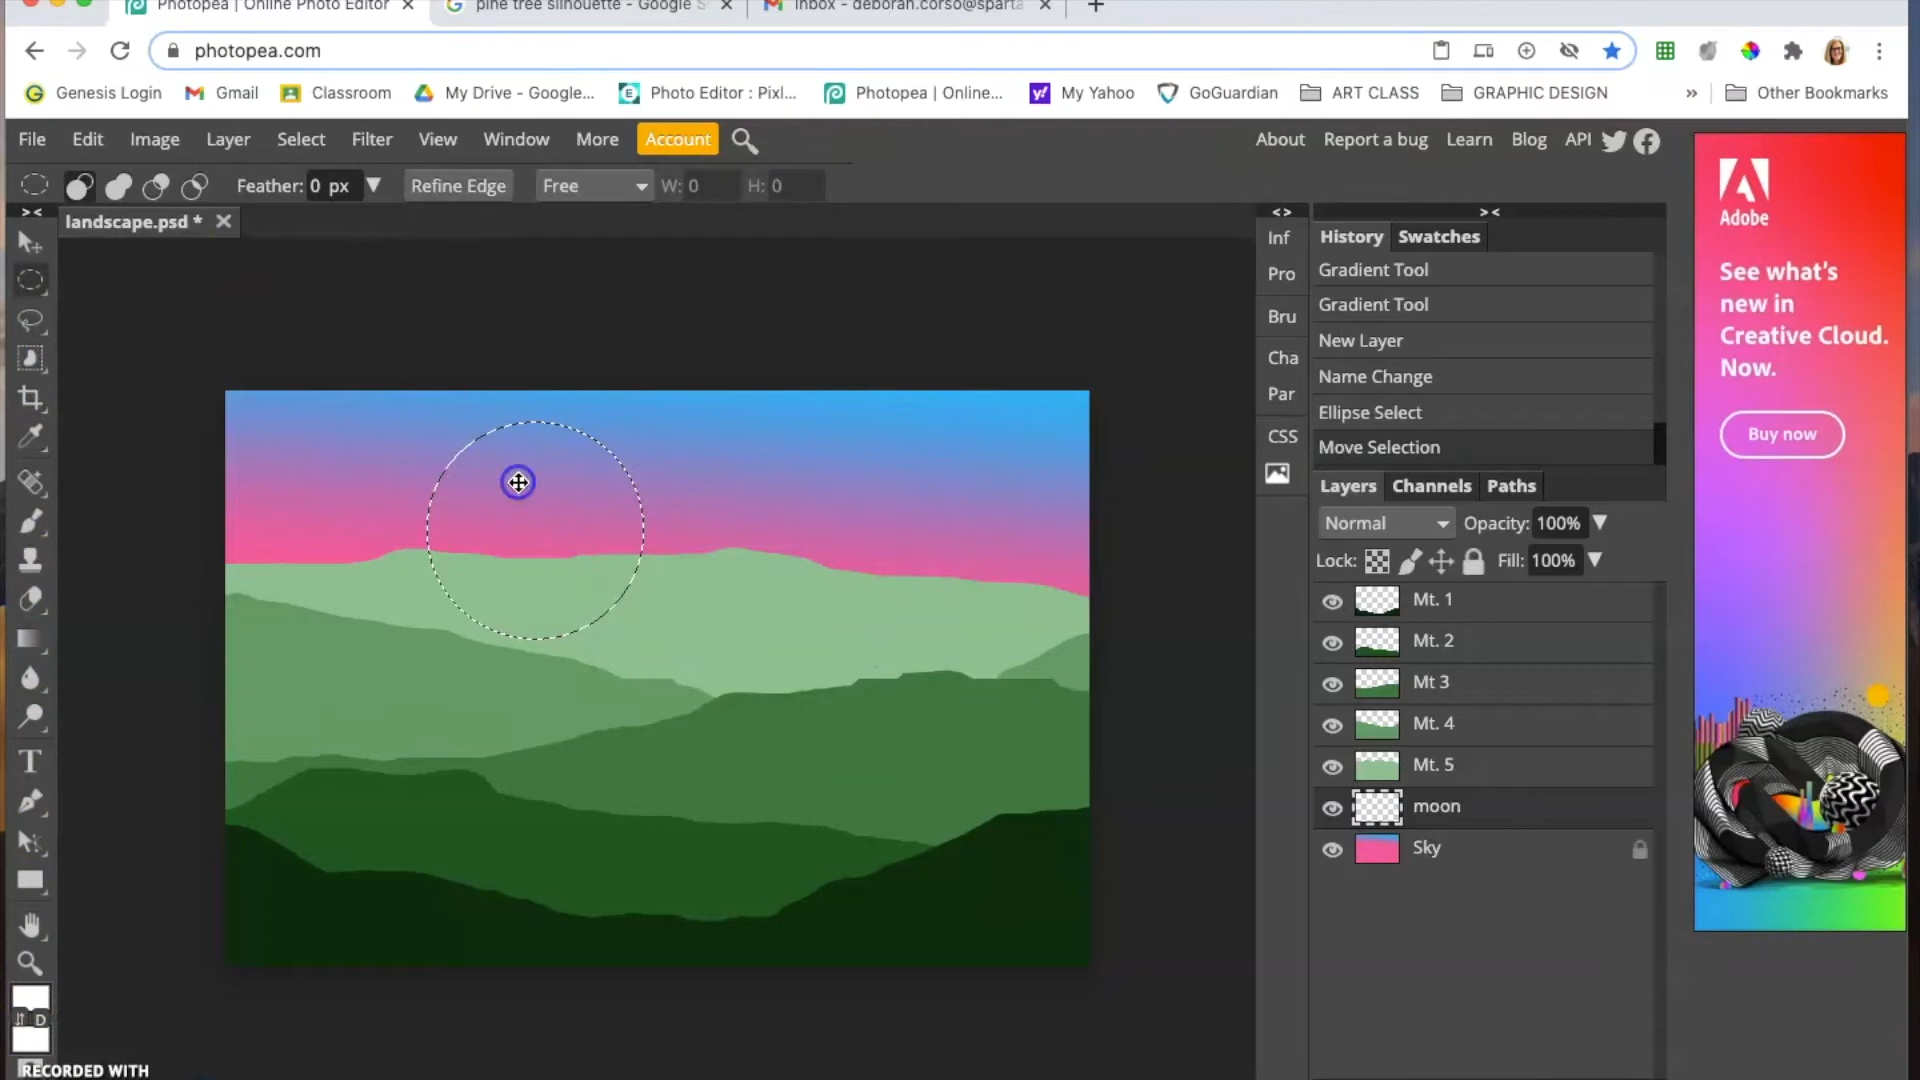 Photopea | Online Photo Editor
pine tree silhouette - Google S
Inbox - deborah.corso@sparta
photopea.com
Genesis Login
Gmail
Classroom
My Drive - Google...
Photo Editor : Pixl...
Photopea | Online...
My Yahoo
GoGuardian
ART CLASS
GRAPHIC DESIGN
»
Other Bookmarks
File Edit Image Layer Select Filter View Window More Account
About Report a bug Learn Blog API
Feather: 0 px Refine Edge Free W: 0 H: 0
landscape.psd *
Inf
Pro
Bru
Cha
Par
CSS
History Swatches
Gradient Tool
Gradient Tool
New Layer
Name Change
Ellipse Select
Move Selection
Layers Channels Paths
Normal Opacity: 100%
Lock: Fill: 100%
Mt. 1
Mt. 2
Mt 3
Mt. 4
Mt. 5
moon
Sky
Adobe
See what's
new in
Creative Cloud.
Now.
Buy now
T
D
RECORDED WITH